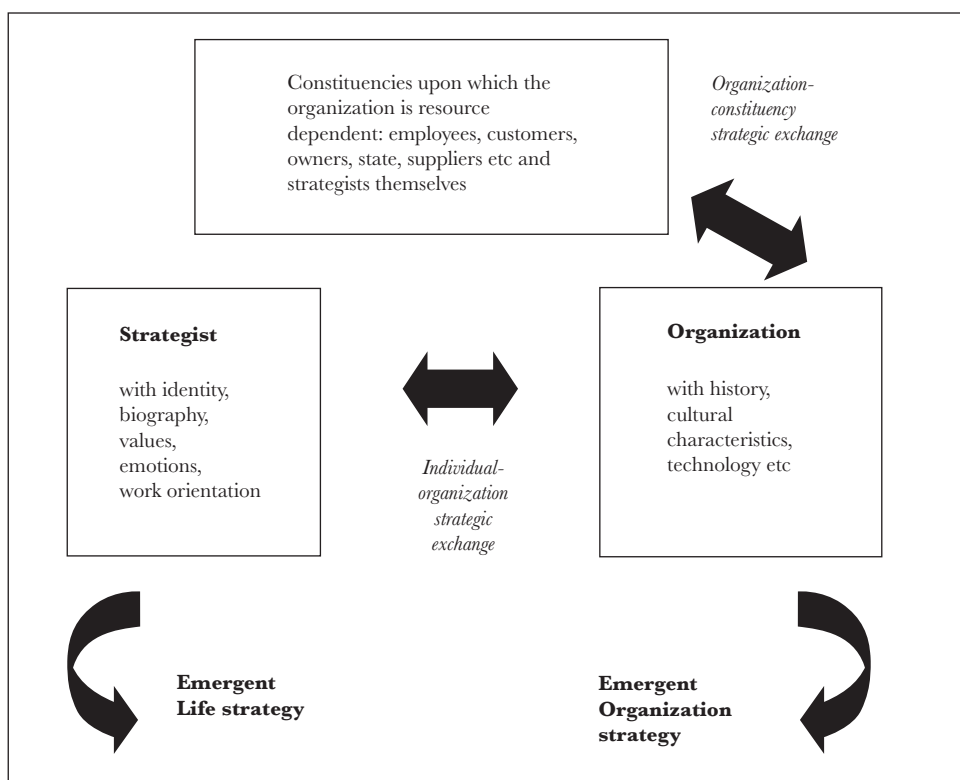 Constituencies upon which the
organization is resource
dependent: employees, customers,
owners, state, suppliers etc and
strategists themselves
Organization-
constituency
strategic exchange
Strategist
with identity,
biography,
values,
emotions,
work orientation
Individual-
organization
strategic
exchange
Organization
with history,
cultural
characteristics,
technology etc
Emergent
Life strategy
Emergent
Organization
strategy